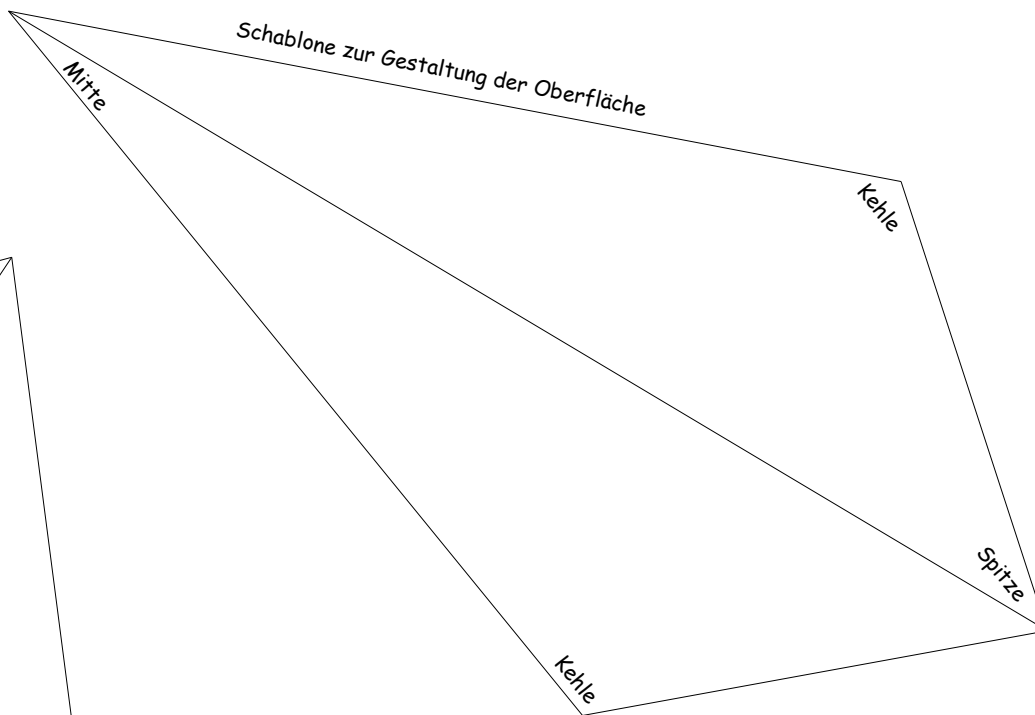 Schablone zur Gestaltung der Oberfläche
Mitte
Kehle
Spitze
Kehle